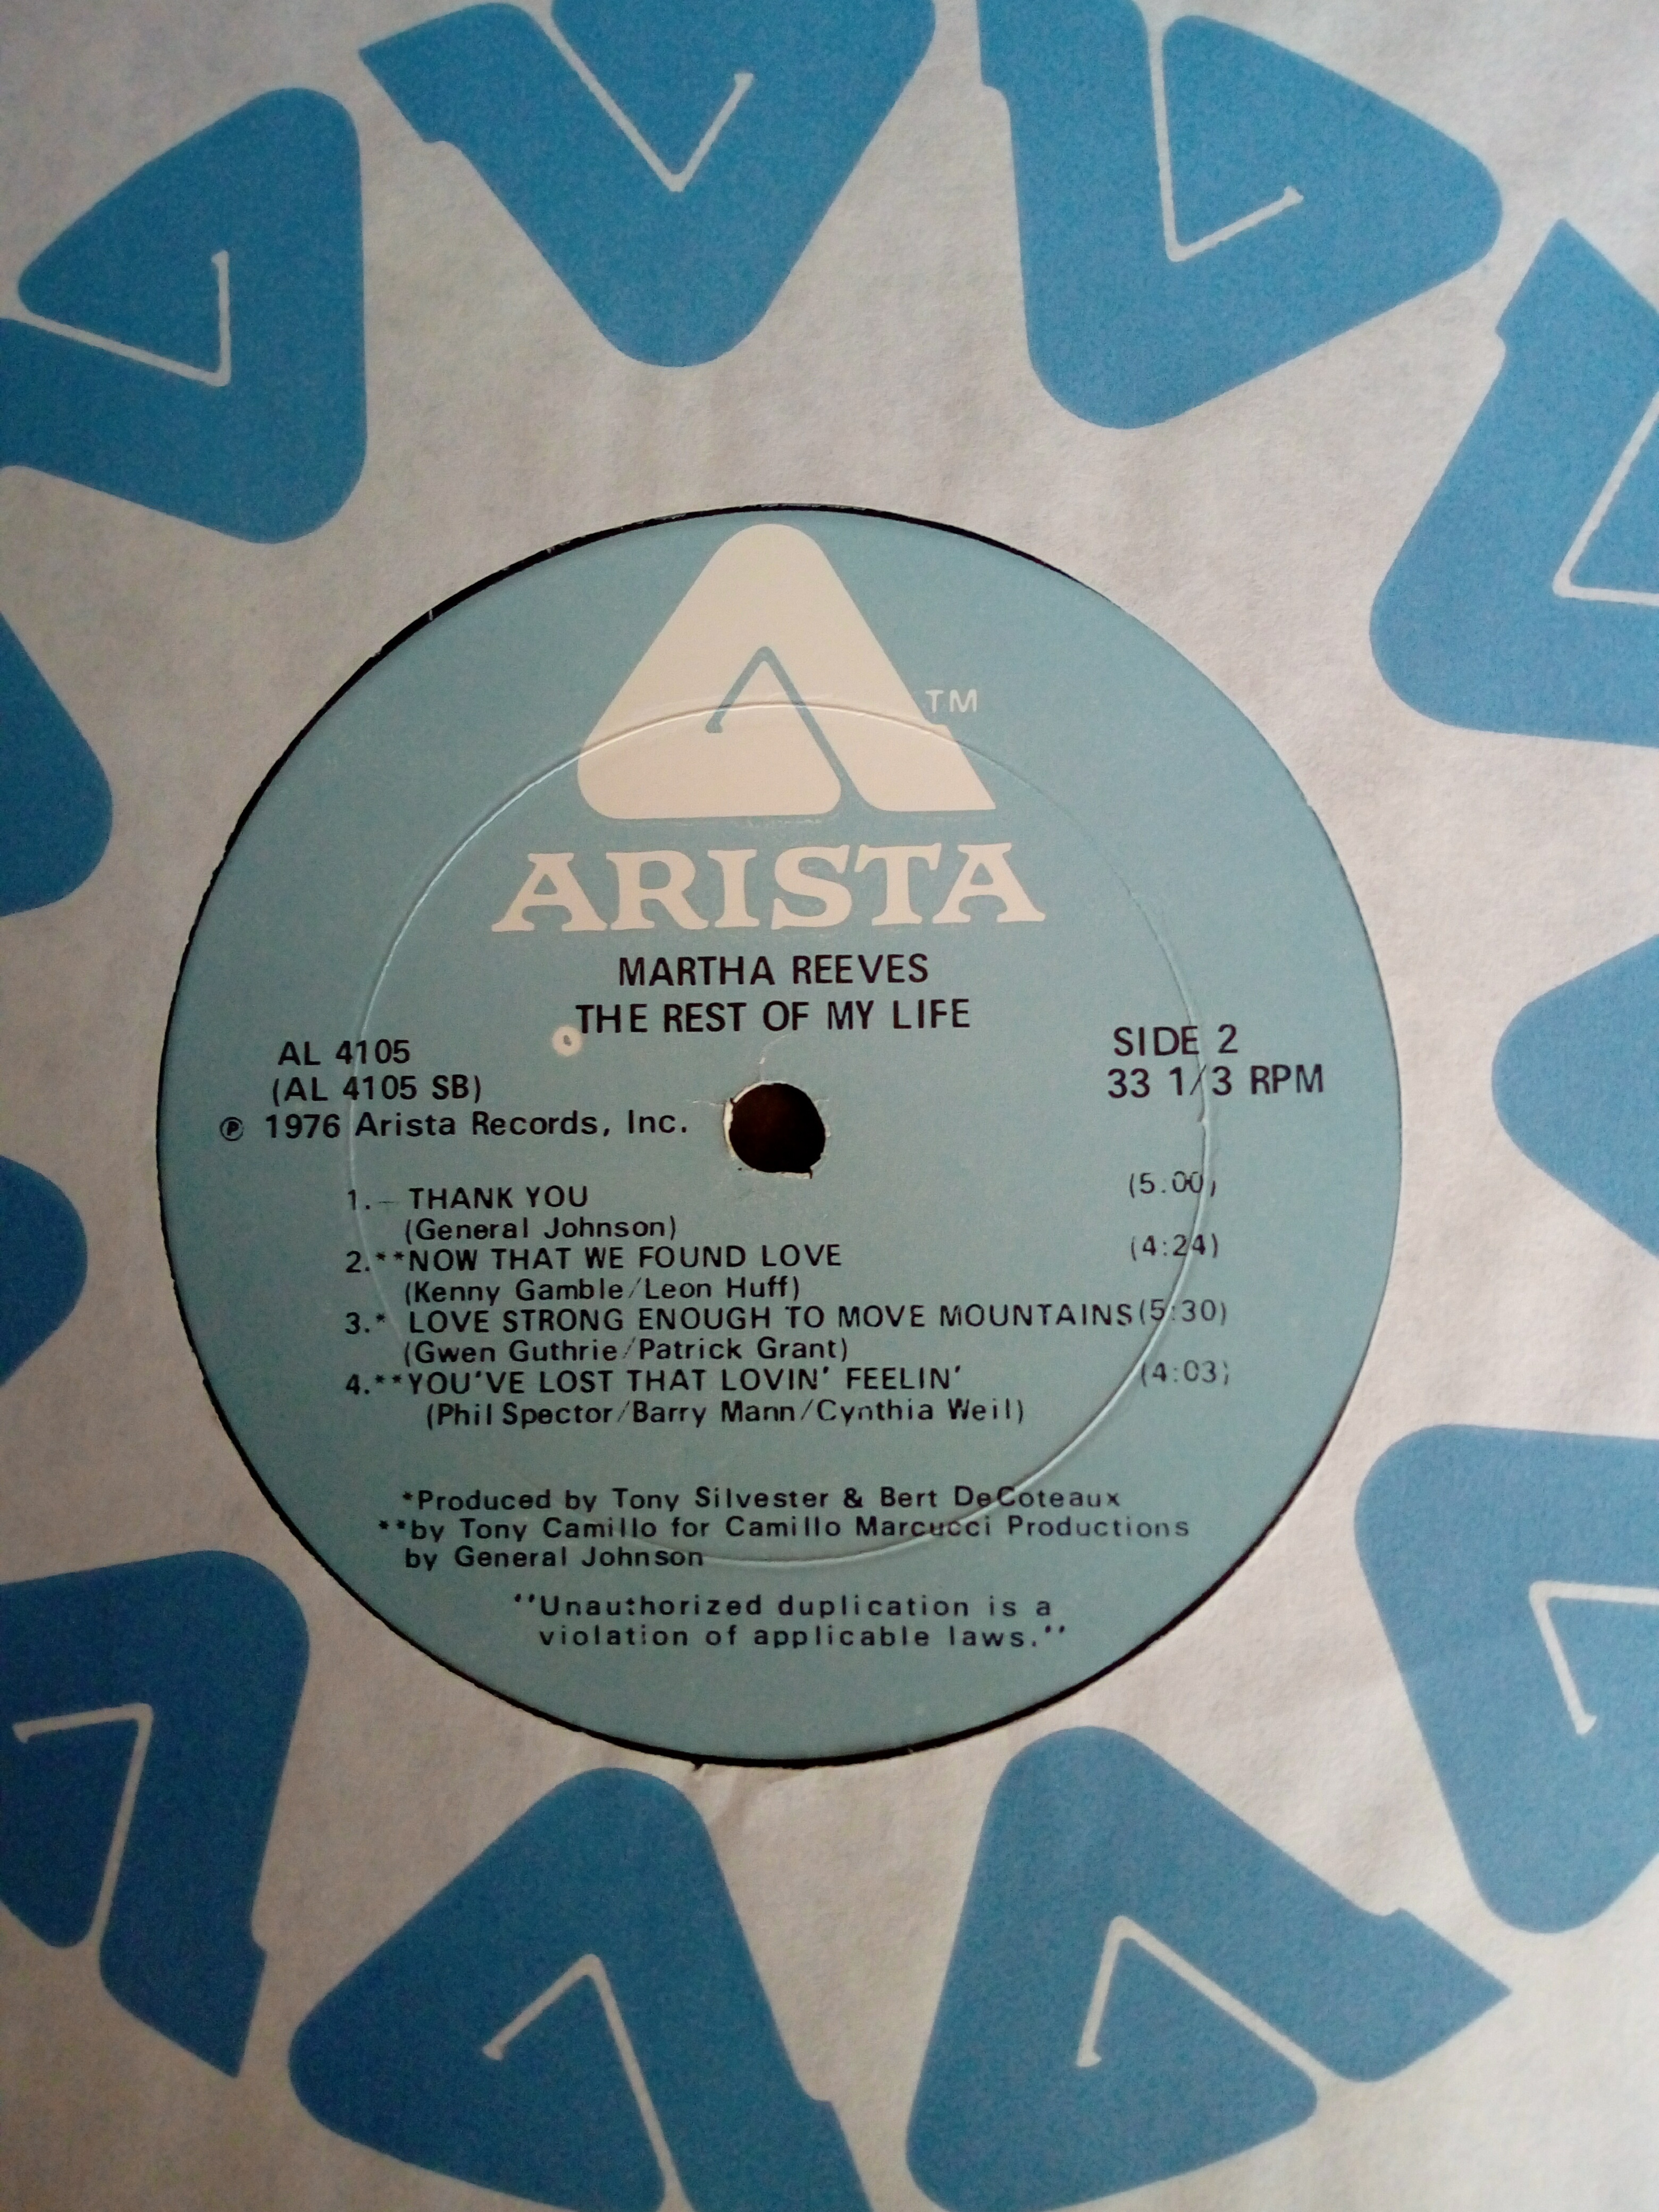 TM
ARISTA
MARTHA REEVES
THE REST OF MY LIFE
AL 4105
(AL 4105 SB)
℗ 1976 Arista Records, Inc.
SIDE 2
33 1/3 RPM
1.- THANK YOU (5.00)
(General Johnson)
2.**NOW THAT WE FOUND LOVE (4:24)
(Kenny Gamble/Leon Huff)
3.* LOVE STRONG ENOUGH TO MOVE MOUNTAINS(5:30)
(Gwen Guthrie/Patrick Grant)
4.**YOU'VE LOST THAT LOVIN' FEELIN' (4:03)
(Phil Spector/Barry Mann/Cynthia Weil)
*Produced by Tony Silvester & Bert DeCoteaux
**by Tony Camillo for Camillo Marcucci Productions
by General Johnson
''Unauthorized duplication is a
violation of applicable laws.''